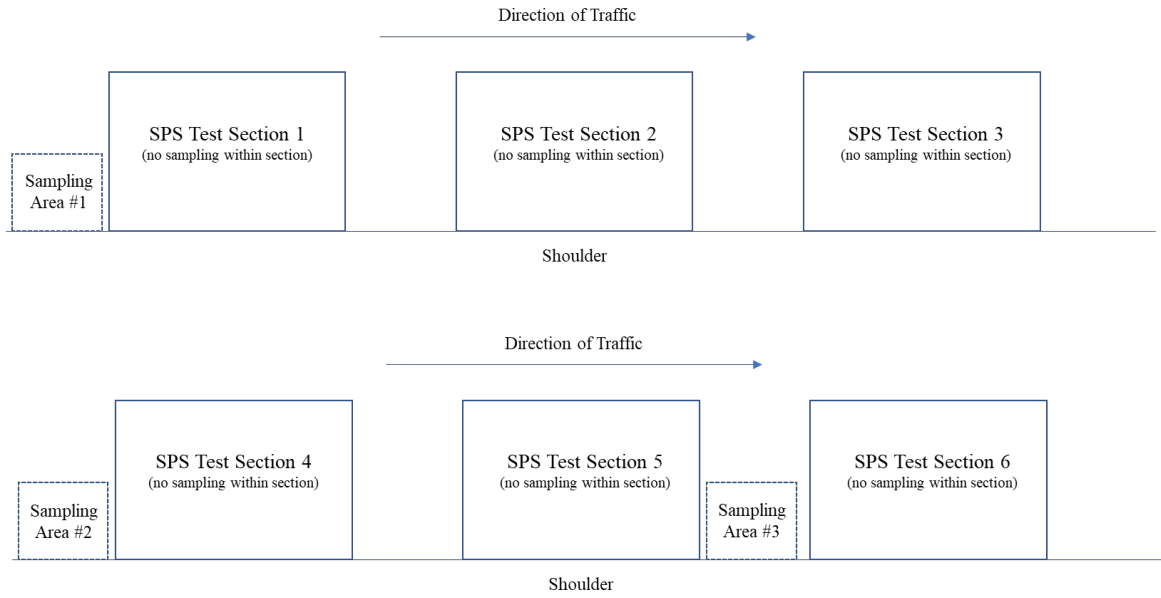 Direction of Traffic
SPS Test Section 1
(no sampling within section)
SPS Test Section 2
(no sampling within section)
SPS Test Section 3
(no sampling within section)
Sampling
Area #1
Shoulder
Direction of Traffic
SPS Test Section 4
(no sampling within section)
SPS Test Section 5
(no sampling within section)
SPS Test Section 6
(no sampling within section)
Sampling
Area #2
Sampling
Area #3
Shoulder